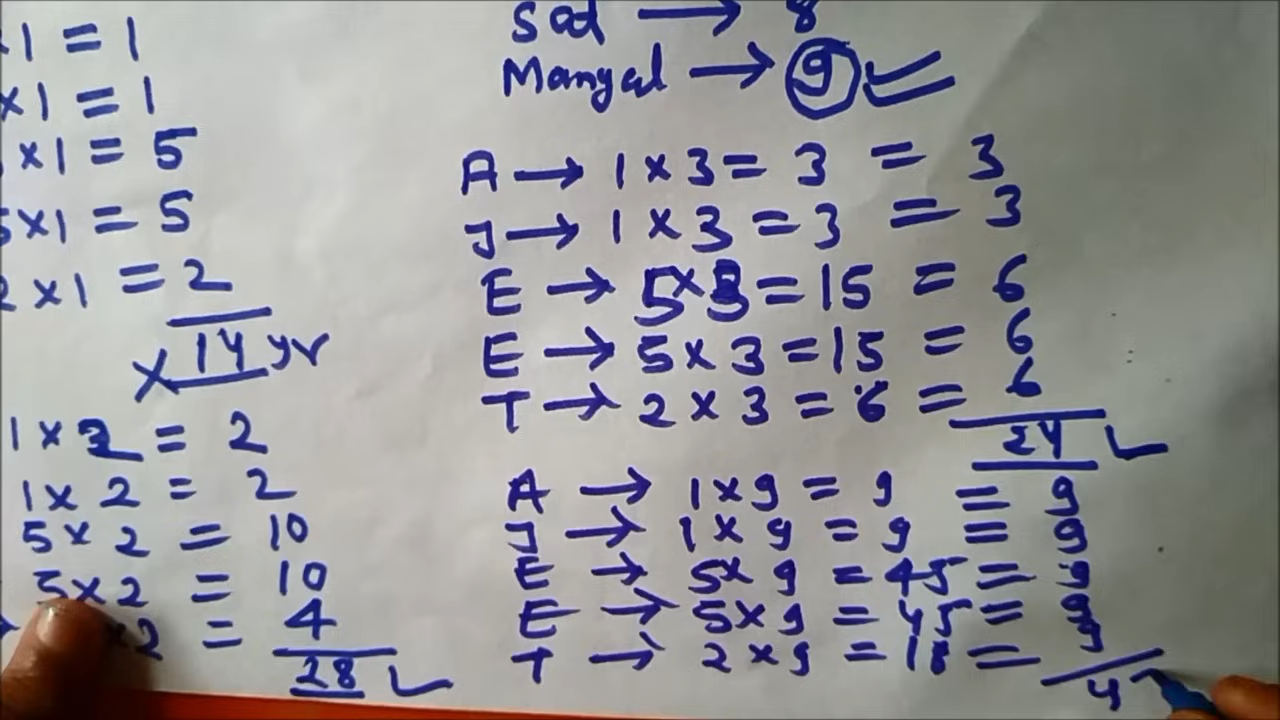 ×1 = 1
×1 = 1
×1 = 5
5×1 = 5
2×1 = 2
× 14 yr
1×2 = 2
1×2 = 2
5×2 = 10
5×2 = 10
×2 = 4
28 ✓
→ 8
Mangal → 9 ✓
A → 1×3 = 3 = 3
J → 1×3 = 3 = 3
E → 5×3 = 15 = 6
E → 5×3 = 15 = 6
T → 2×3 = 6 = 6
24 ✓
A → 1×9 = 9 = 9
J → 1×9 = 9 = 9
E → 5×9 = 45 = 9
E → 5×9 = 45 = 9
T → 2×9 = 18 = 9
4